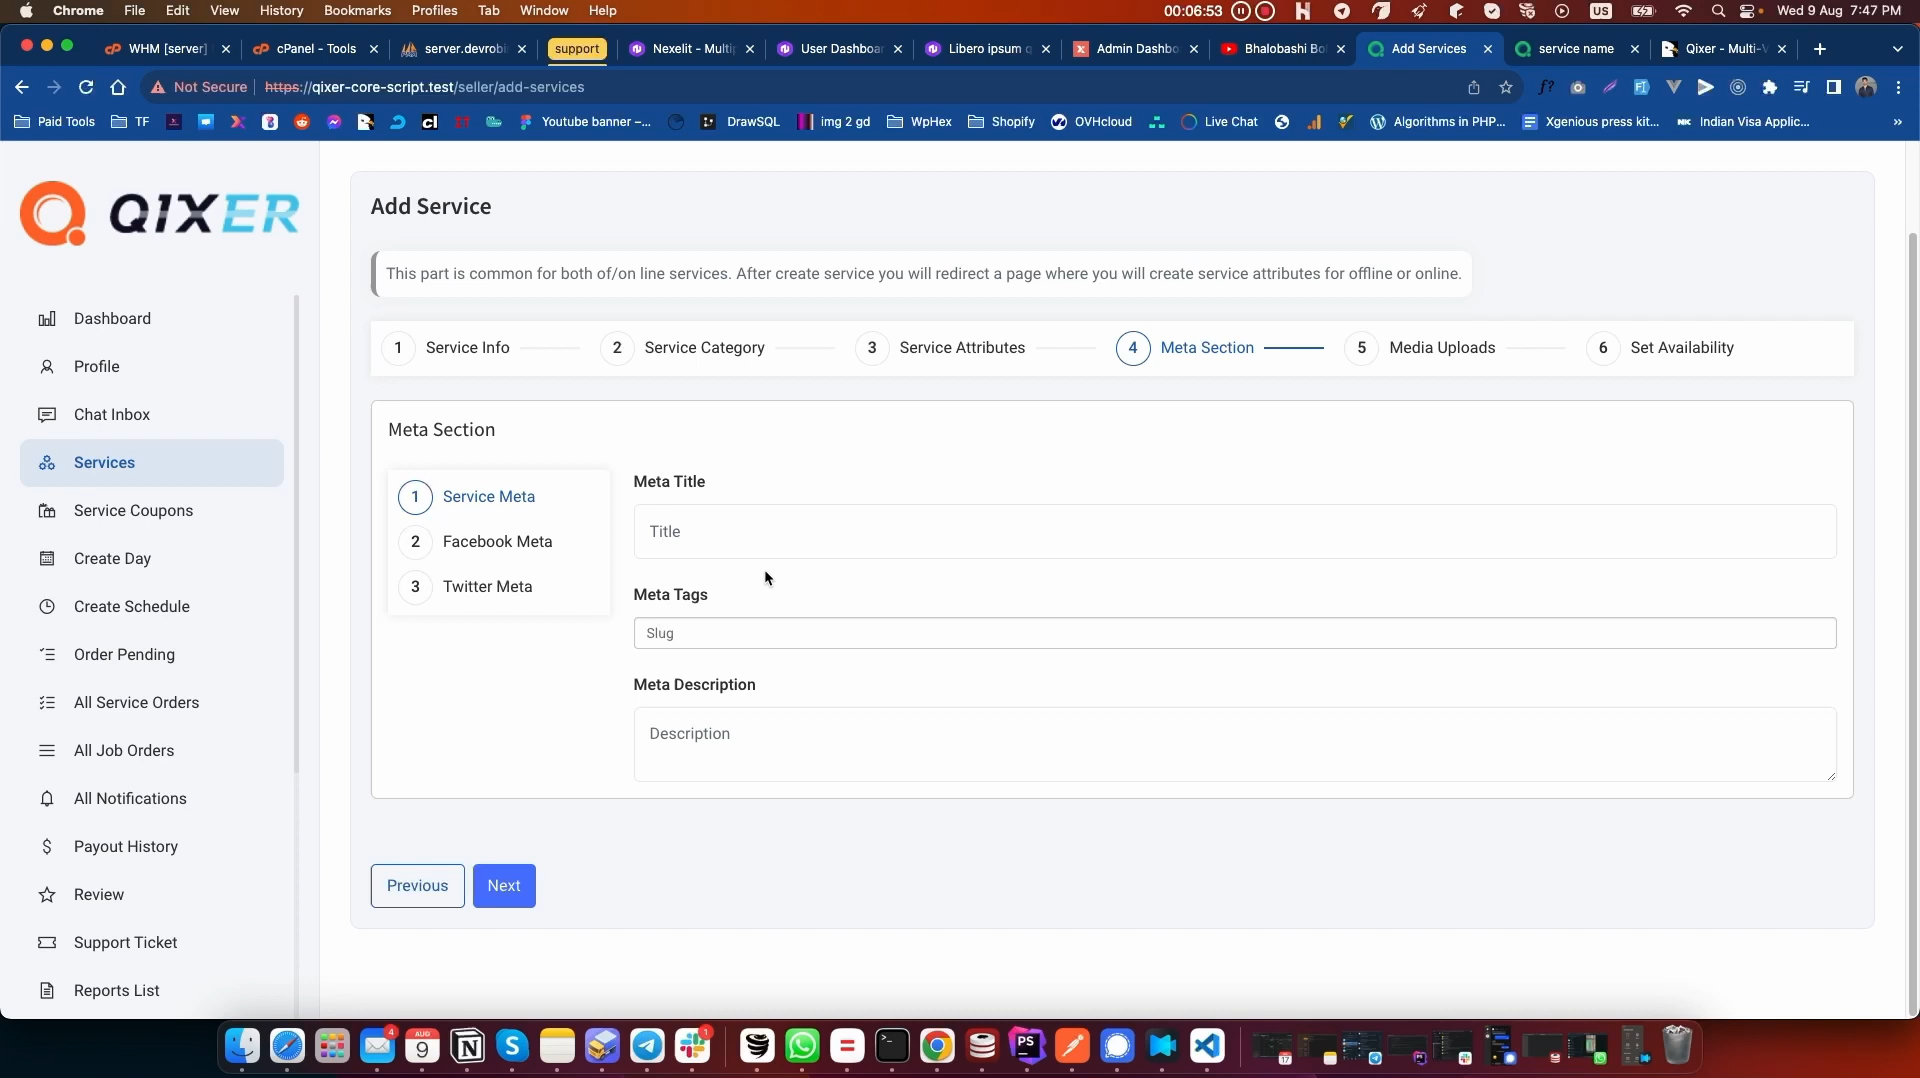 Chrome File Edit View History Bookmarks Profiles Tab Window Help 00:06:53 US Wed 9 Aug 7:47 PM
WHM [server] cPanel - Tools server.devrobi support Nexelit - Multip User Dashboar Libero ipsum q Admin Dashbo Bhalobashi Bo Add Services service name Qixer - Multi-V
Not Secure https://qixer-core-script.test/seller/add-services
Paid Tools TF Youtube banner –... DrawSQL img 2 gd WpHex Shopify OVHcloud Live Chat Algorithms in PHP... Xgenious press kit... Indian Visa Applic... »
QIXER
Dashboard
Profile
Chat Inbox
Services
Service Coupons
Create Day
Create Schedule
Order Pending
All Service Orders
All Job Orders
All Notifications
Payout History
Review
Support Ticket
Reports List
Add Service
This part is common for both of/on line services. After create service you will redirect a page where you will create service attributes for offline or online.
1 Service Info 2 Service Category 3 Service Attributes 4 Meta Section 5 Media Uploads 6 Set Availability
Meta Section
1 Service Meta
2 Facebook Meta
3 Twitter Meta
Meta Title
Title
Meta Tags
Slug
Meta Description
Description
Previous Next
4 AUG 9 1 PS 17